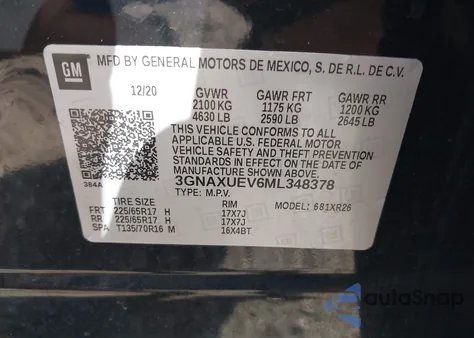 GM
MFD BY GENERAL MOTORS DE MEXICO, S. DE R.L. DE C.V.
12/20 GVWR GAWR FRT GAWR RR
2100 KG 1175 KG 1200 KG
4630 LB 2590 LB 2645 LB
THIS VEHICLE CONFORMS TO ALL
APPLICABLE U.S. FEDERAL MOTOR
VEHICLE SAFETY, BUMPER, AND THEFT
PREVENTION STANDARDS IN EFFECT ON
THE DATE OF MANUFACTURE SHOWN ABOVE.
384A 3GNAXUEV6ML348378
TYPE: M.P.V.
TIRE SIZE RIM MODEL: 681XR26
FRT 225/65R17 H 17X7J
RR 225/65R17 H 17X7J
SPA T135/70R16 M 16X4BT
autoSnap